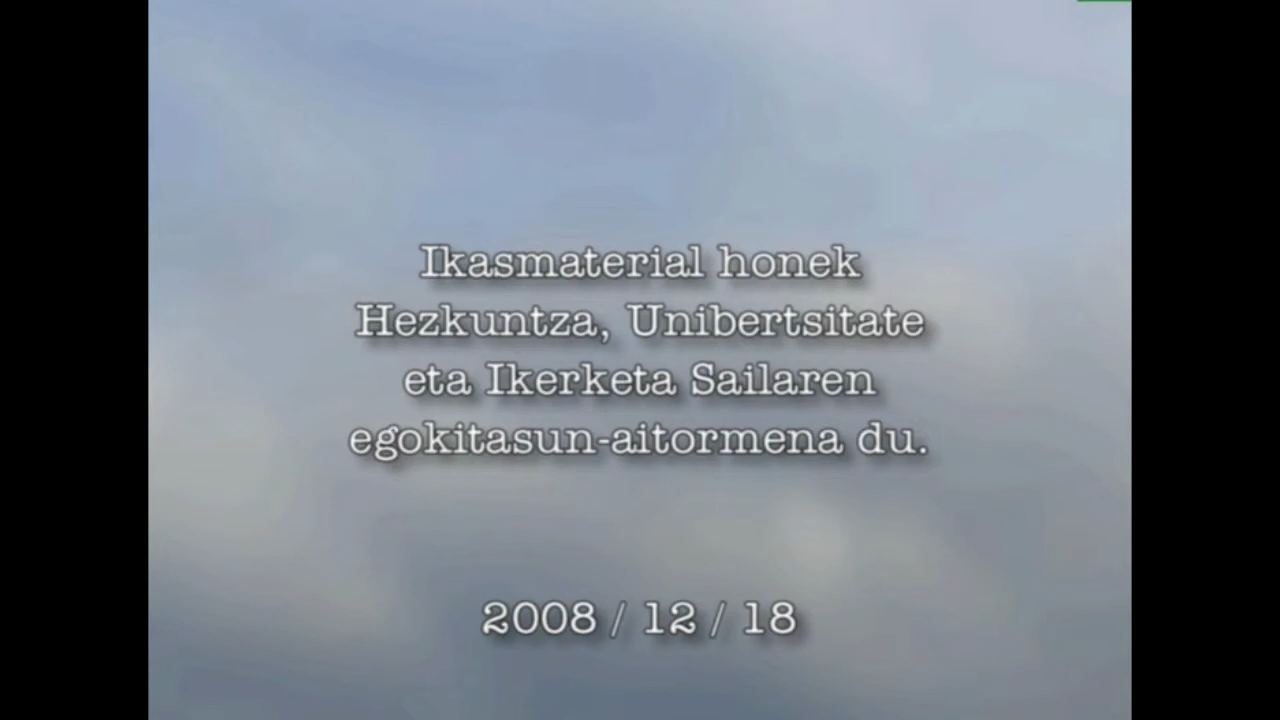 Ikasmaterial honek
Hezkuntza, Unibertsitate
eta Ikerketa Sailaren
egokitasun-aitormena du.
2008 / 12 / 18